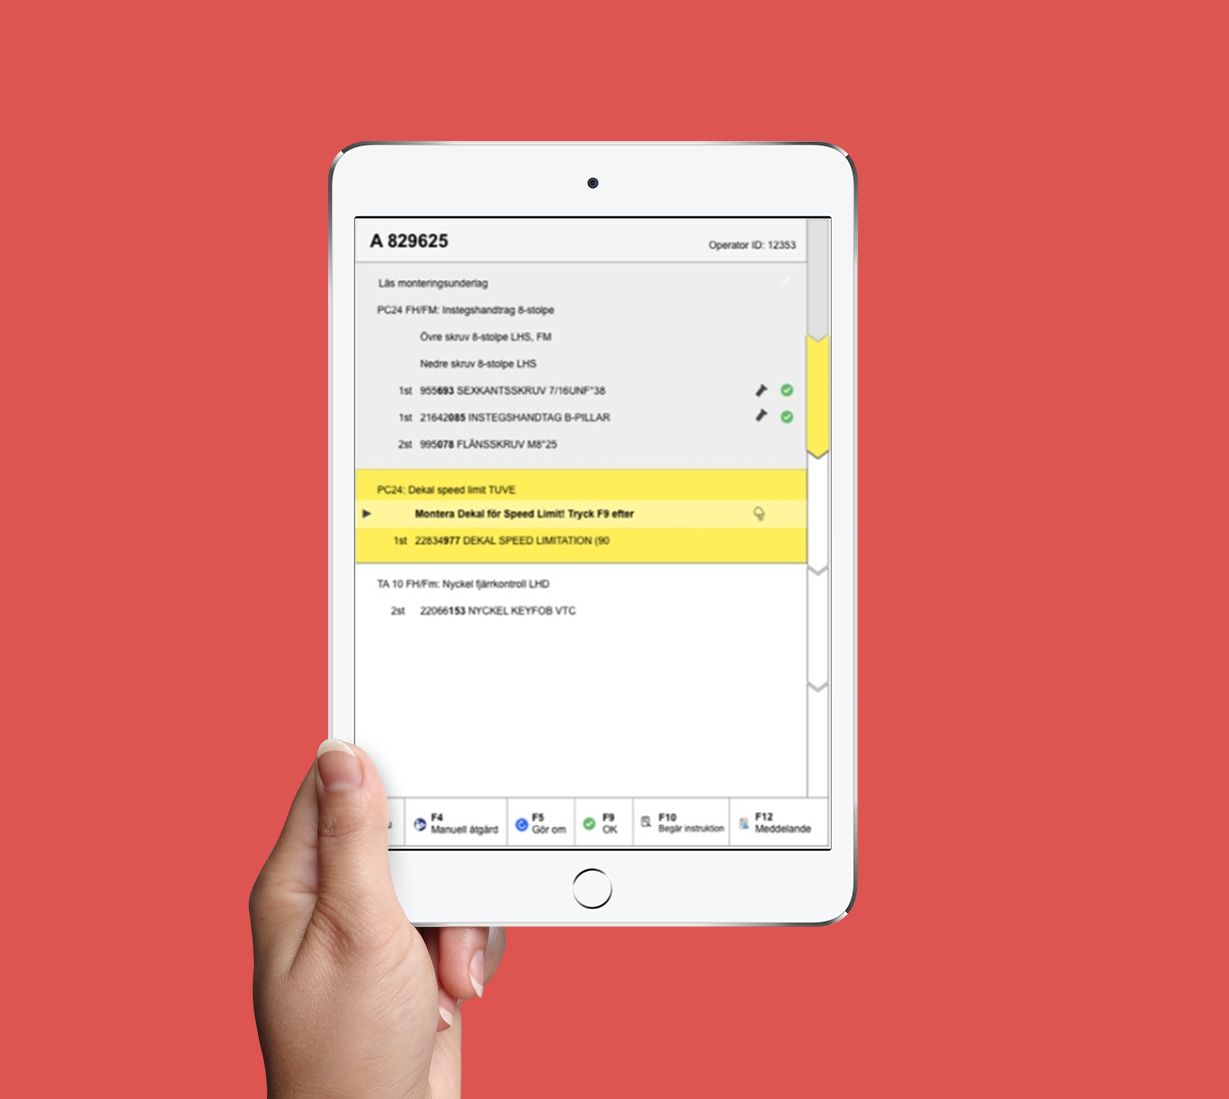 A 829625
Operator ID: 12353
Läs monteringsunderlag
PC24 FH/FM: Instegshandtrag 8-stolpe
Övre skruv 8-stolpe LHS, FM
Nedre skruv 8-stolpe LHS
1st 955693 SEXKANTSSKRUV 7/16UNF*38
1st 21642085 INSTEGSHANDTAG B-PILLAR
2st 995078 FLÄNSSKRUV M8*25
PC24: Dekal speed limit TUVE
Montera Dekal för Speed Limit! Tryck F9 efter
1st 22834977 DEKAL SPEED LIMITATION (90
TA 10 FH/Fm: Nyckel fjärrkontroll LHD
2st 22066153 NYCKEL KEYFOB VTC
F4
Manuell åtgärd
F5
Gör om
F9
OK
F10
Begär instruktion
F12
Meddelande